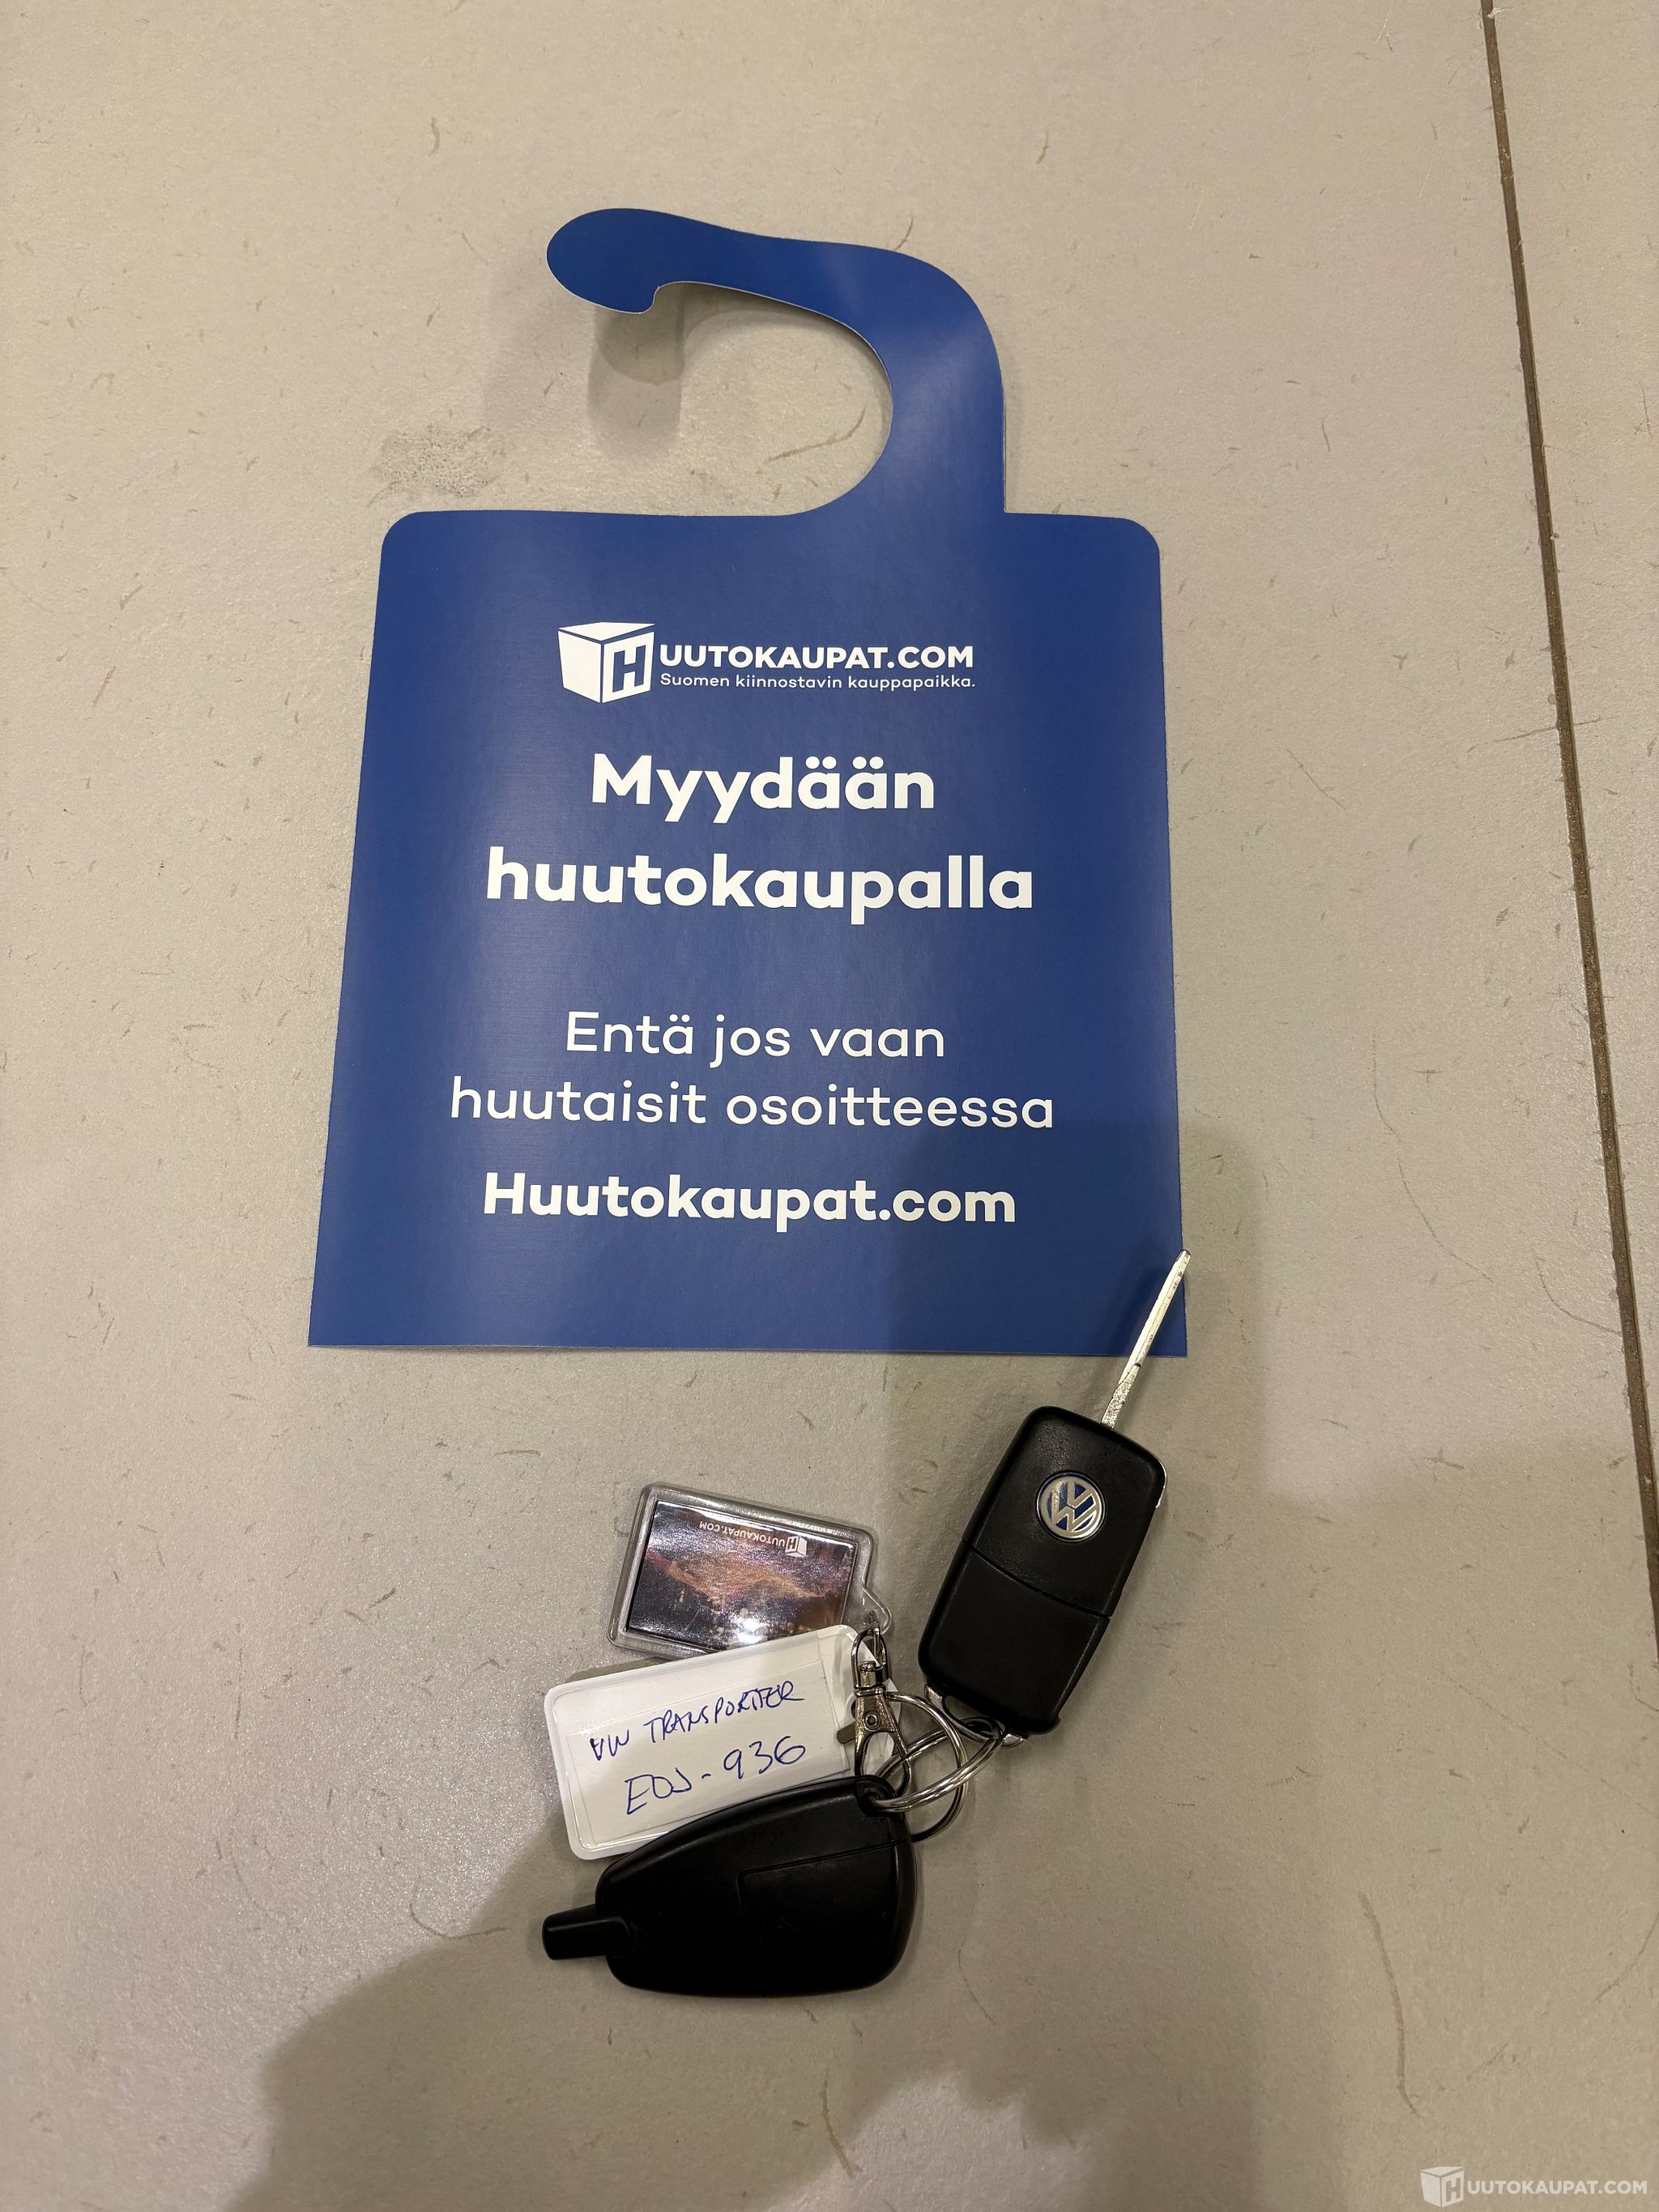 HUUTOKAUPAT.COM
Suomen kiinnostavin kauppapaikka.
Myydään
huutokaupalla
Entä jos vaan
huutaisit osoitteessa
Huutokaupat.com
HUUTOKAUPAT.COM
VW TRANSPORTER
EOJ-936
HUUTOKAUPAT.COM